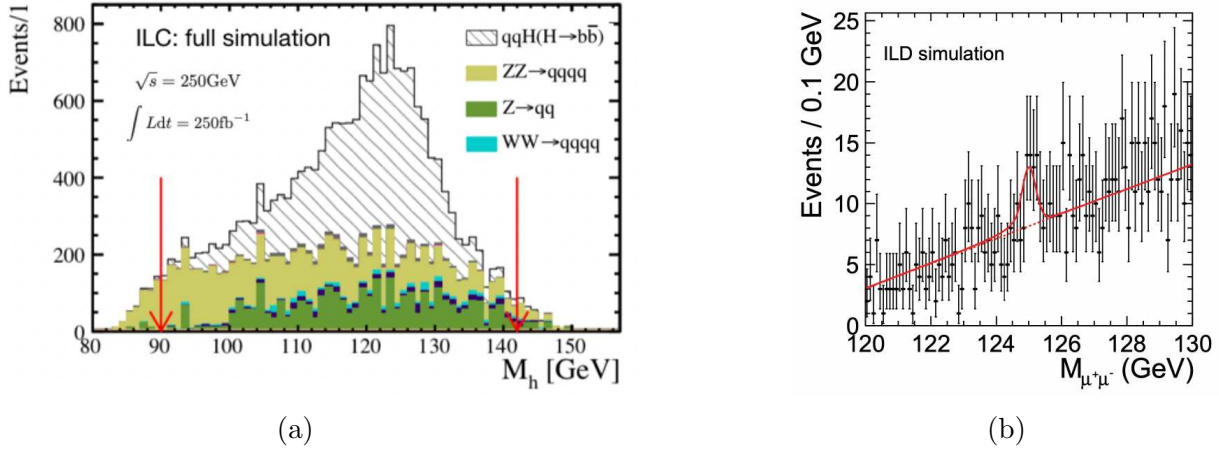 Events/1
800
600
400
200
0
ILC: full simulation
√s = 250GeV
∫ Ldt = 250fb⁻¹
qqH(H→bb̄)
ZZ→qqqq
Z→qq
WW→qqqq
80 90 100 110 120 130 140 150
M_h [GeV]
(a)
Events / 0.1 GeV
25
20
15
10
5
0
ILD simulation
120 122 124 126 128 130
M_μ⁺μ⁻ (GeV)
(b)